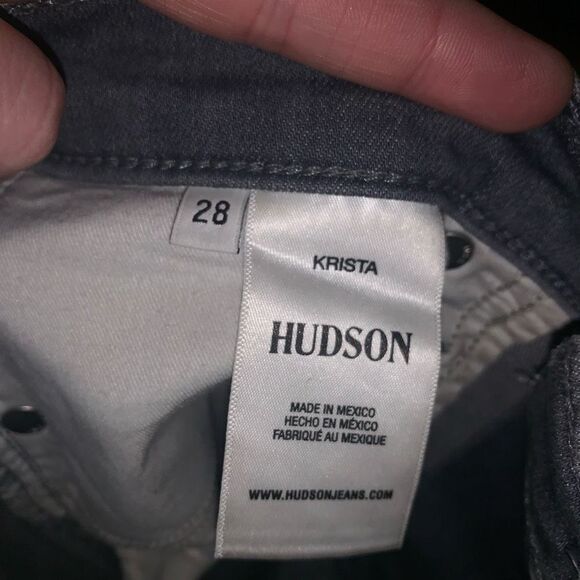 28
KRISTA
HUDSON
MADE IN MEXICO
HECHO EN MÉXICO
FABRIQUÉ AU MEXIQUE
WWW.HUDSONJEANS.COM